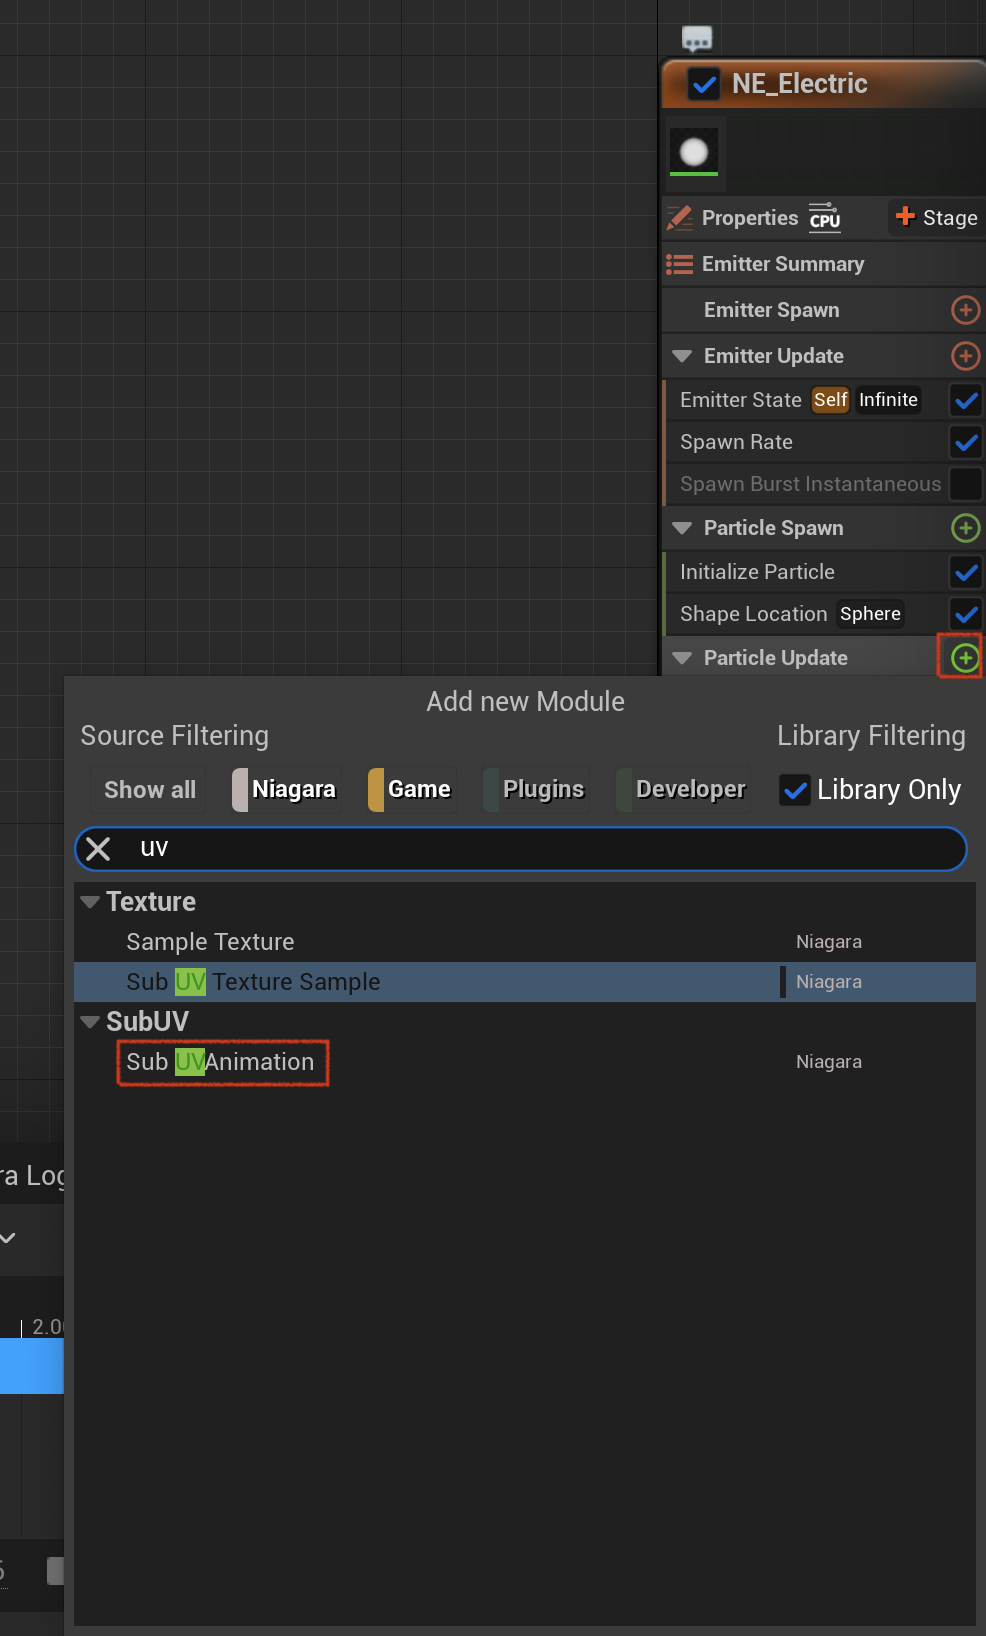 NE_Electric
Properties CPU Stage
Emitter Summary
Emitter Spawn
Emitter Update
Emitter State Self Infinite
Spawn Rate
Spawn Burst Instantaneous
Particle Spawn
Initialize Particle
Shape Location Sphere
Particle Update
Add new Module
Source Filtering Library Filtering
Show all Niagara Game Plugins Developer Library Only
uv
Texture
Sample Texture Niagara
Sub UV Texture Sample Niagara
SubUV
Sub UVAnimation Niagara
ra Log
2.0